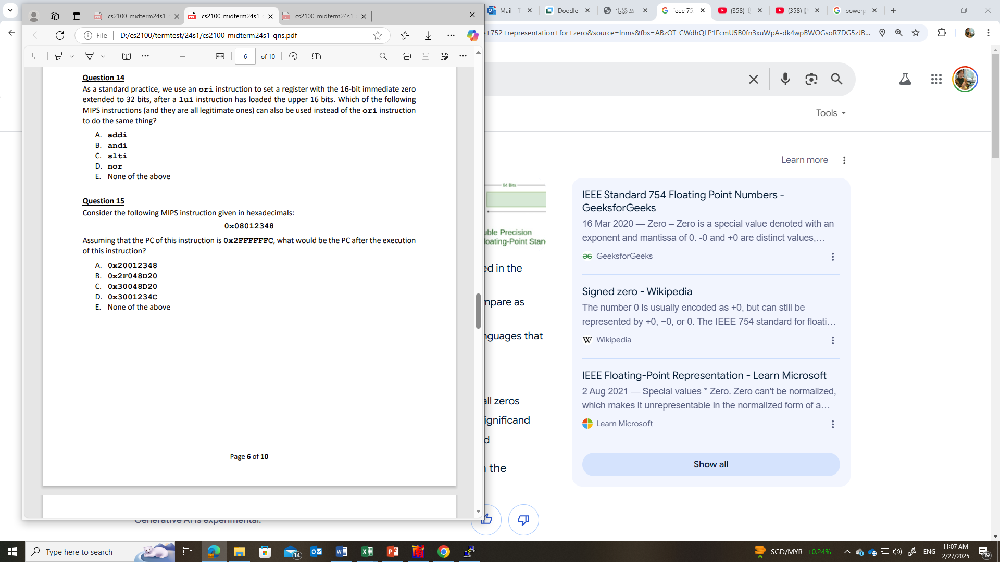 cs2100_midterm24s1_
cs2100_midterm24s1_
cs2100_midterm24s1_
Mail - T
Doodle
電影區
ieee 75
(358)
(358)
powerp
File
D:/cs2100/termtest/24s1/cs2100_midterm24s1_qns.pdf
e+752+representation+for+zero&source=lnms&fbs=ABzOT_CWdhQLP1FcmU5B0fn3xuWpA-dk4wpBWOGsoR7DG5zJB...
6
of 10
Question 14
As a standard practice, we use an ori instruction to set a register with the 16-bit immediate zero
extended to 32 bits, after a lui instruction has loaded the upper 16 bits. Which of the following
MIPS instructions (and they are all legitimate ones) can also be used instead of the ori instruction
to do the same thing?
A. addi
B. andi
C. slti
D. nor
E. None of the above
Question 15
Consider the following MIPS instruction given in hexadecimals:
0x08012348
Assuming that the PC of this instruction is 0x2FFFFFFC, what would be the PC after the execution
of this instruction?
A. 0x20012348
B. 0x2F048D20
C. 0x30048D20
D. 0x3001234C
E. None of the above
Page 6 of 10
Tools
Learn more
64 Bits
uble Precision
loating-Point Stan
ed in the
mpare as
nguages that
all zeros
ignificand
d
the
Generative AI is experimental.
IEEE Standard 754 Floating Point Numbers -
GeeksforGeeks
16 Mar 2020 — Zero – Zero is a special value denoted with an
exponent and mantissa of 0. -0 and +0 are distinct values,...
GeeksforGeeks
Signed zero - Wikipedia
The number 0 is usually encoded as +0, but can still be
represented by +0, −0, or 0. The IEEE 754 standard for floati...
W Wikipedia
IEEE Floating-Point Representation - Learn Microsoft
2 Aug 2021 — Special values * Zero. Zero can't be normalized,
which makes it unrepresentable in the normalized form of a...
Learn Microsoft
Show all
Type here to search
14
SGD/MYR +0.24%
ENG
11:07 AM
2/27/2025
19